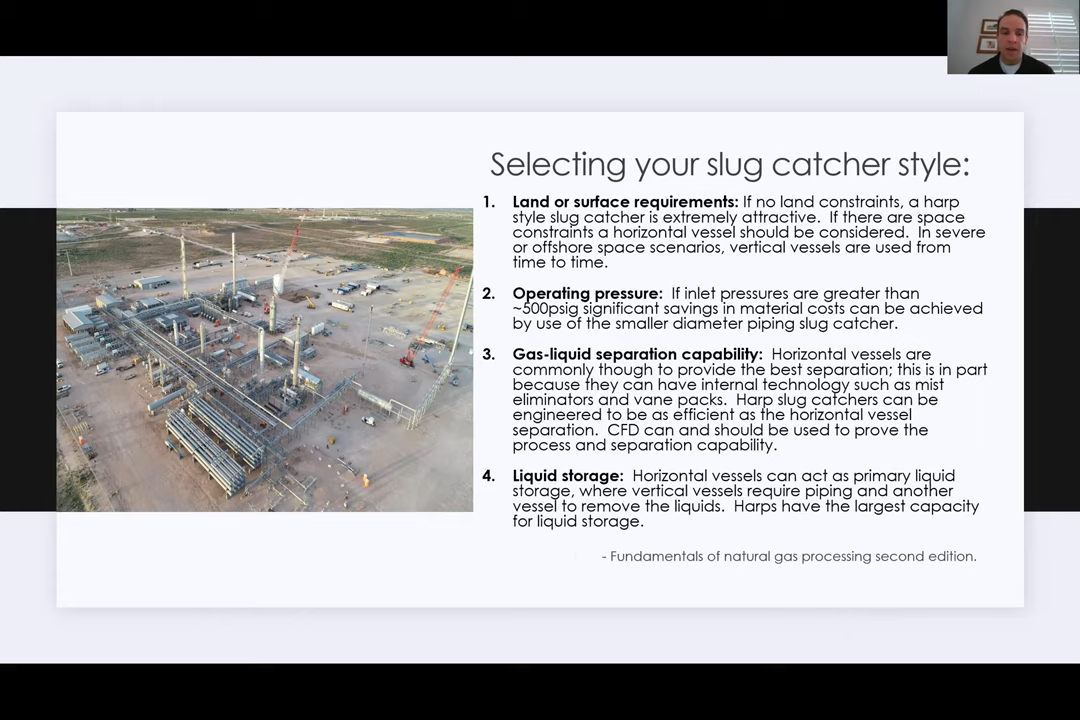 Selecting your slug catcher style:
1. Land or surface requirements: If no land constraints, a harp
style slug catcher is extremely attractive. If there are space
constraints a horizontal vessel should be considered. In severe
or offshore space scenarios, vertical vessels are used from
time to time.
2. Operating pressure: If inlet pressures are greater than
~500psig significant savings in material costs can be achieved
by use of the smaller diameter piping slug catcher.
3. Gas-liquid separation capability: Horizontal vessels are
commonly though to provide the best separation; this is in part
because they can have internal technology such as mist
eliminators and vane packs. Harp slug catchers can be
engineered to be as efficient as the horizontal vessel
separation. CFD can and should be used to prove the
process and separation capability.
4. Liquid storage: Horizontal vessels can act as primary liquid
storage, where vertical vessels require piping and another
vessel to remove the liquids. Harps have the largest capacity
for liquid storage.
- Fundamentals of natural gas processing second edition.